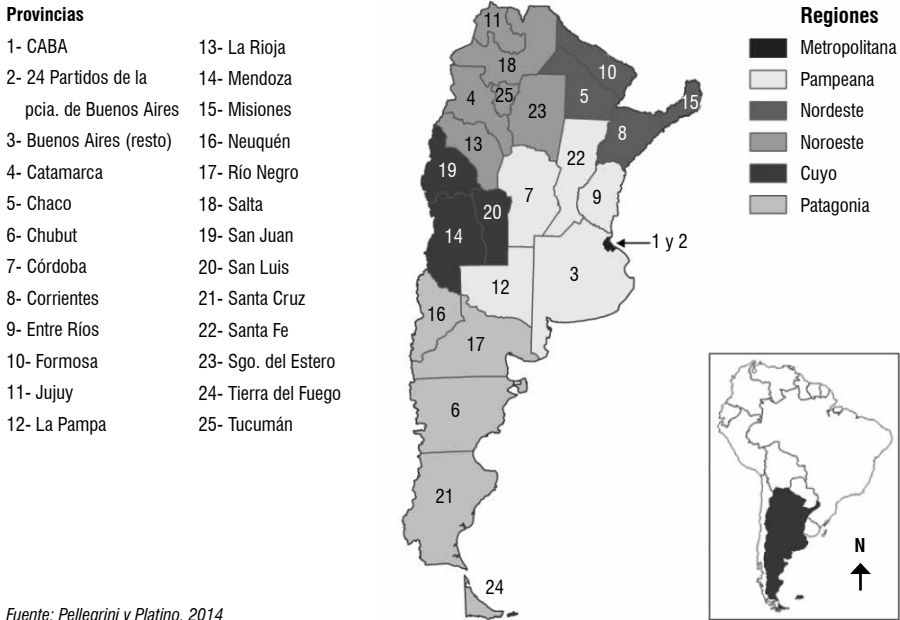 Provincias
1- CABA
2- 24 Partidos de la
pcia. de Buenos Aires
3- Buenos Aires (resto)
4- Catamarca
5- Chaco
6- Chubut
7- Córdoba
8- Corrientes
9- Entre Ríos
10- Formosa
11- Jujuy
12- La Pampa
13- La Rioja
14- Mendoza
15- Misiones
16- Neuquén
17- Río Negro
18- Salta
19- San Juan
20- San Luis
21- Santa Cruz
22- Santa Fe
23- Sgo. del Estero
24- Tierra del Fuego
25- Tucumán
11
18
10
4
25
23
5
15
8
13
22
19
7
9
20
14
1 y 2
3
12
16
17
6
21
24
Regiones
Metropolitana
Pampeana
Nordeste
Noroeste
Cuyo
Patagonia
N
Fuente: Pellegrini y Platino, 2014